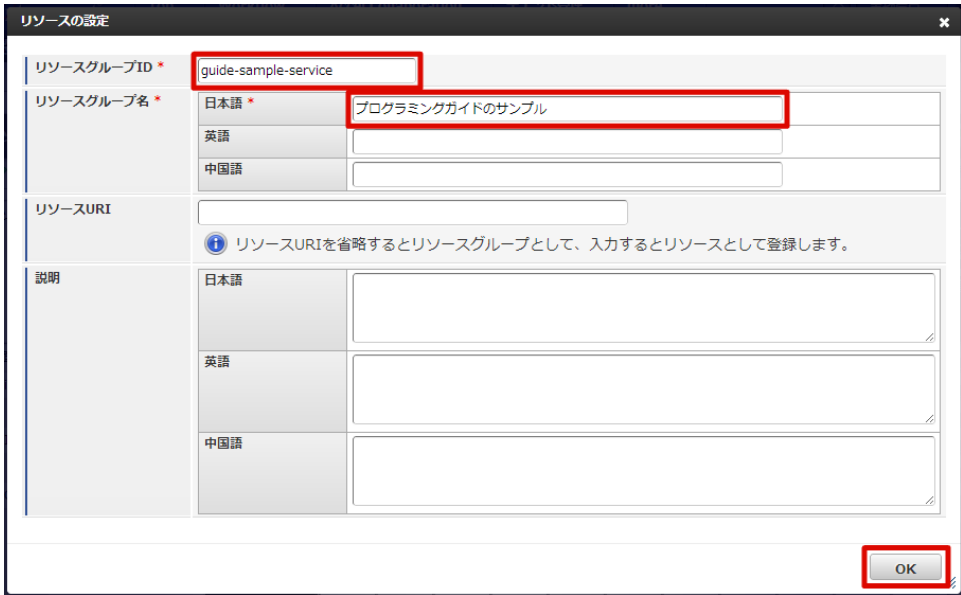 リソースの設定
リソースグループID *
guide-sample-service
リソースグループ名 *
日本語 *
プログラミングガイドのサンプル
英語
中国語
リソースURI
リソースURIを省略するとリソースグループとして、入力するとリソースとして登録します。
説明
日本語
英語
中国語
OK